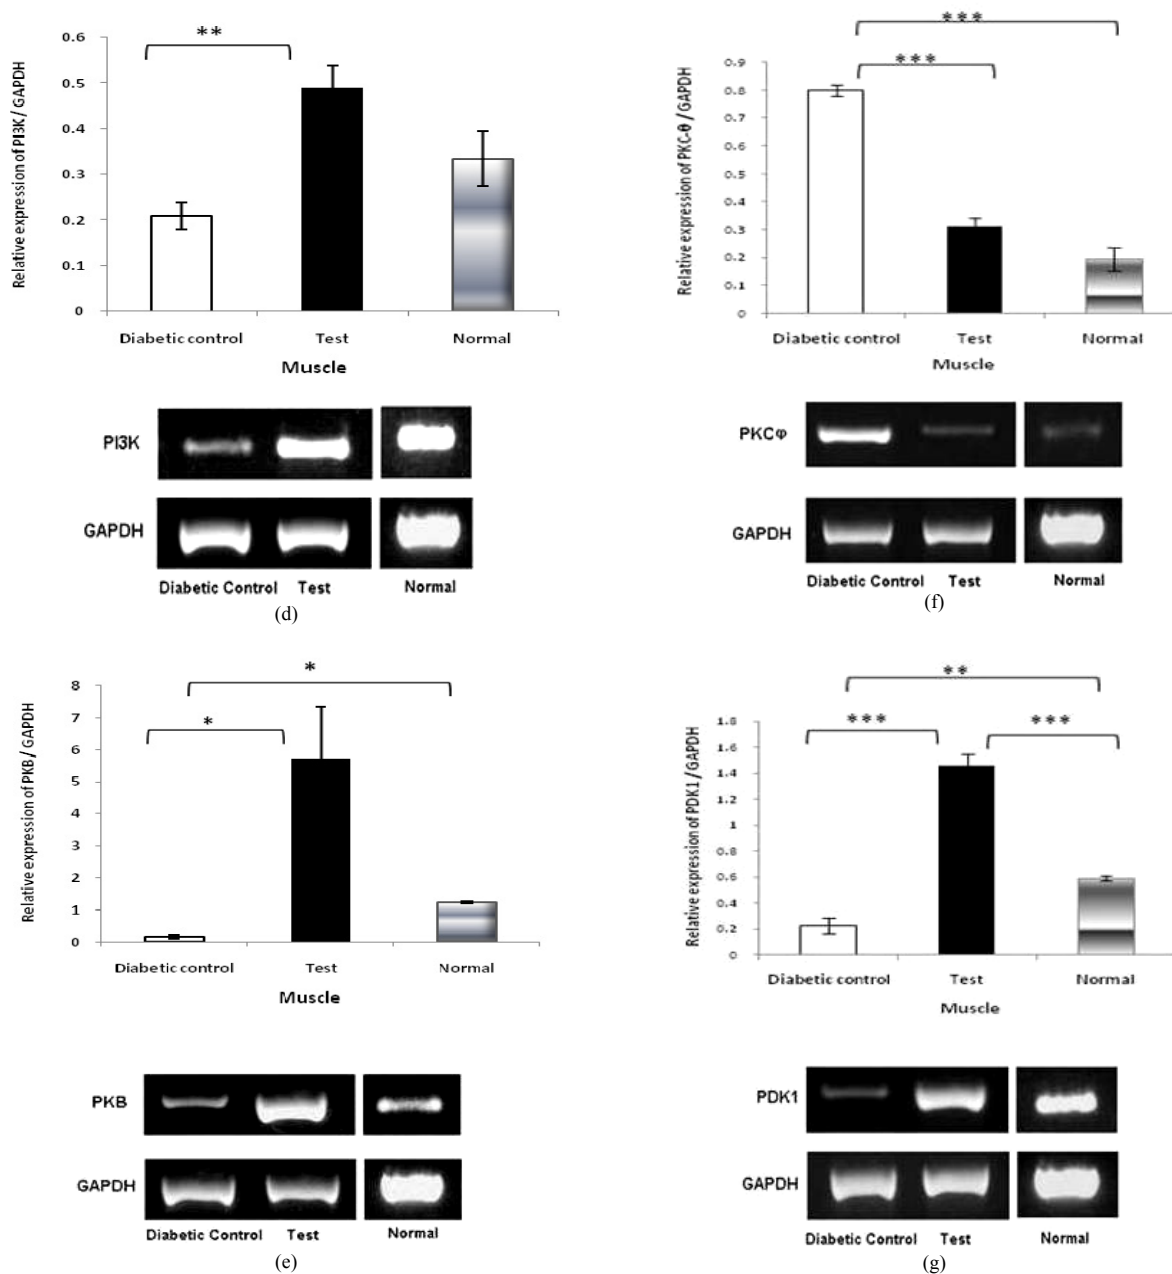 **
0.6
0.5
0.4
0.3
0.2
0.1
0
Relative expression of PI3K/ GAPDH
Diabetic control Test Normal
Muscle
PI3K
GAPDH
Diabetic Control Test Normal
(d)
***
***
0.9
0.8
0.7
0.6
0.5
0.4
0.3
0.2
0.1
0
Relative expression of PKC-θ / GAPDH
Diabetic control Test Normal
Muscle
PKCφ
GAPDH
Diabetic Control Test Normal
(f)
*
*
8
7
6
5
4
3
2
1
0
Relative expression of PKB/ GAPDH
Diabetic control Test Normal
Muscle
PKB
GAPDH
Diabetic Control Test Normal
(e)
**
*** ***
1.8
1.6
1.4
1.2
1
0.8
0.6
0.4
0.2
0
Relative expression of PDK1 / GAPDH
Diabetic control Test Normal
Muscle
PDK1
GAPDH
Diabetic Control Test Normal
(g)